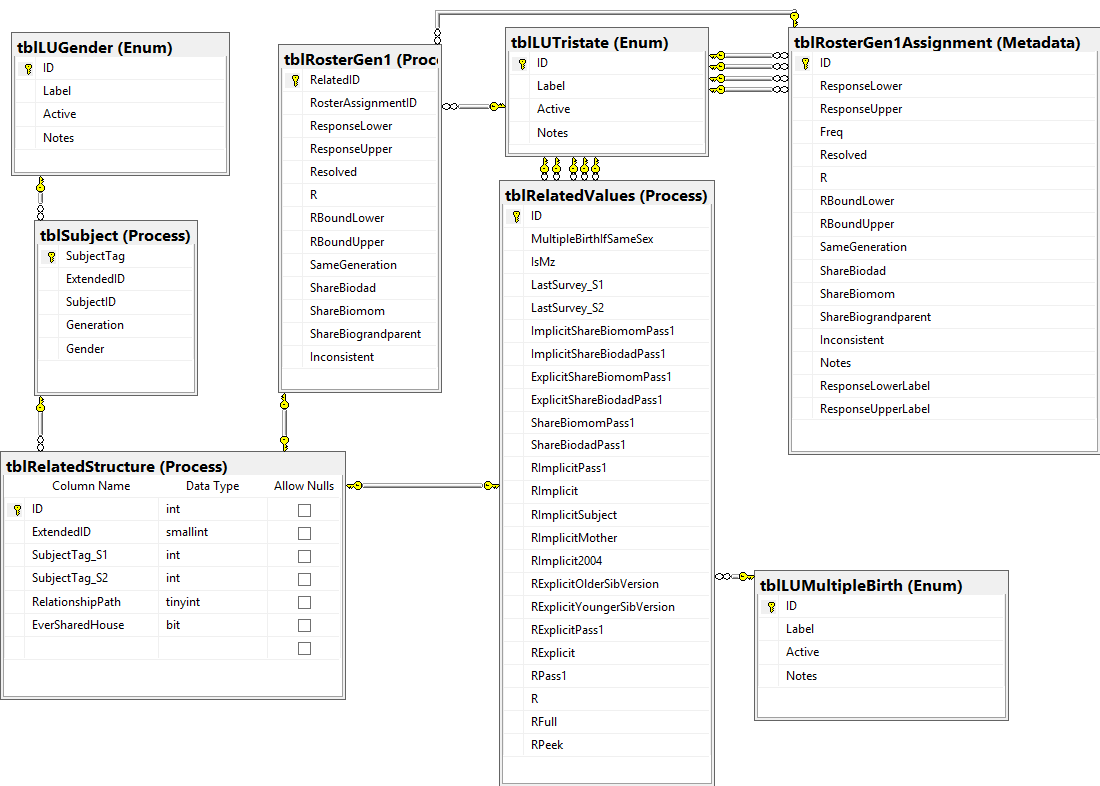 tblLUGender (Enum)
ID
Label
Active
Notes
tblSubject (Process)
SubjectTag
ExtendedID
SubjectID
Generation
Gender
tblRelatedStructure (Process)
Column Name Data Type Allow Nulls
ID int
ExtendedID smallint
SubjectTag_S1 int
SubjectTag_S2 int
RelationshipPath tinyint
EverSharedHouse bit
tblRosterGen1 (Proc
RelatedID
RosterAssignmentID
ResponseLower
ResponseUpper
Resolved
R
RBoundLower
RBoundUpper
SameGeneration
ShareBiodad
ShareBiomom
ShareBiograndparent
Inconsistent
tblLUTristate (Enum)
ID
Label
Active
Notes
tblRelatedValues (Process)
ID
MultipleBirthIfSameSex
IsMz
LastSurvey_S1
LastSurvey_S2
ImplicitShareBiomomPass1
ImplicitShareBiodadPass1
ExplicitShareBiomomPass1
ExplicitShareBiodadPass1
ShareBiomomPass1
ShareBiodadPass1
RImplicitPass1
RImplicit
RImplicitSubject
RImplicitMother
RImplicit2004
RExplicitOlderSibVersion
RExplicitYoungerSibVersion
RExplicitPass1
RExplicit
RPass1
R
RFull
RPeek
tblRosterGen1Assignment (Metadata)
ID
ResponseLower
ResponseUpper
Freq
Resolved
R
RBoundLower
RBoundUpper
SameGeneration
ShareBiodad
ShareBiomom
ShareBiograndparent
Inconsistent
Notes
ResponseLowerLabel
ResponseUpperLabel
tblLUMultipleBirth (Enum)
ID
Label
Active
Notes